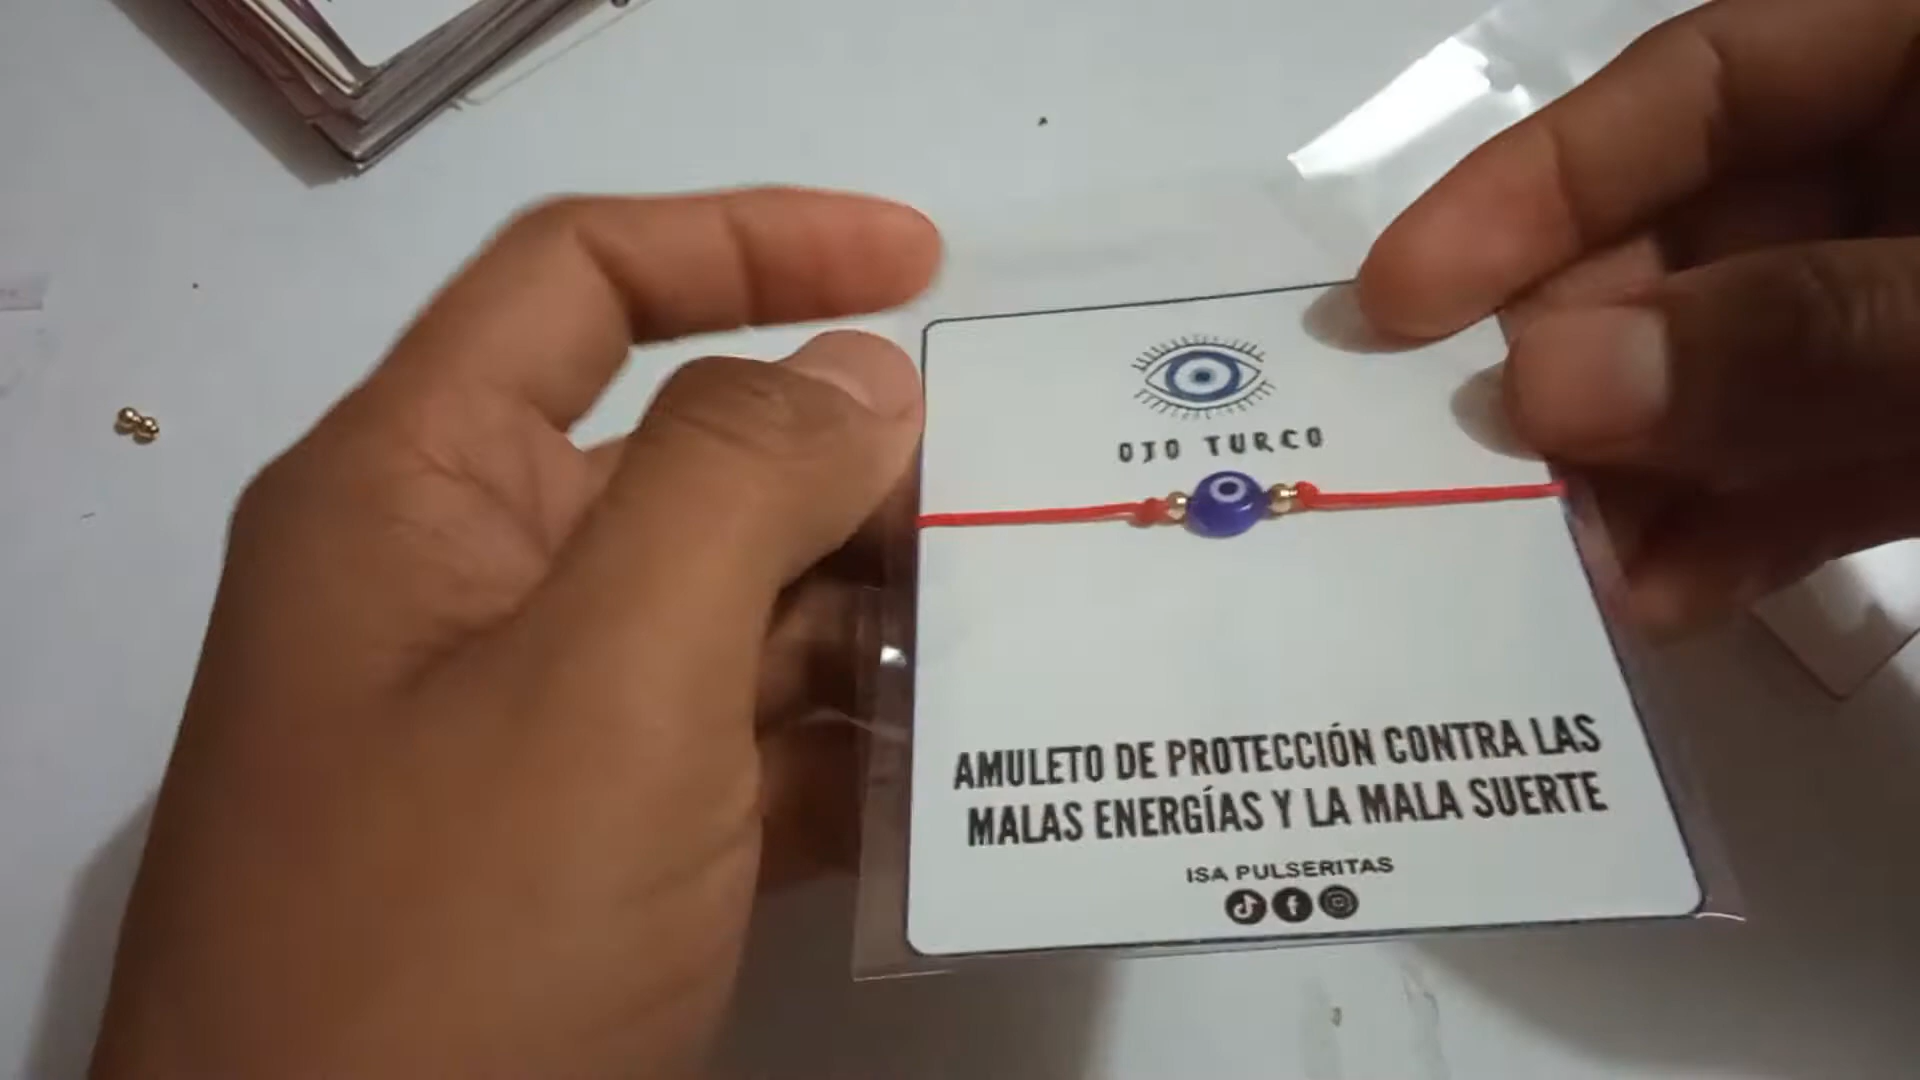 OJO TURCO
AMULETO DE PROTECCIÓN CONTRA LAS
MALAS ENERGÍAS Y LA MALA SUERTE
ISA PULSERITAS